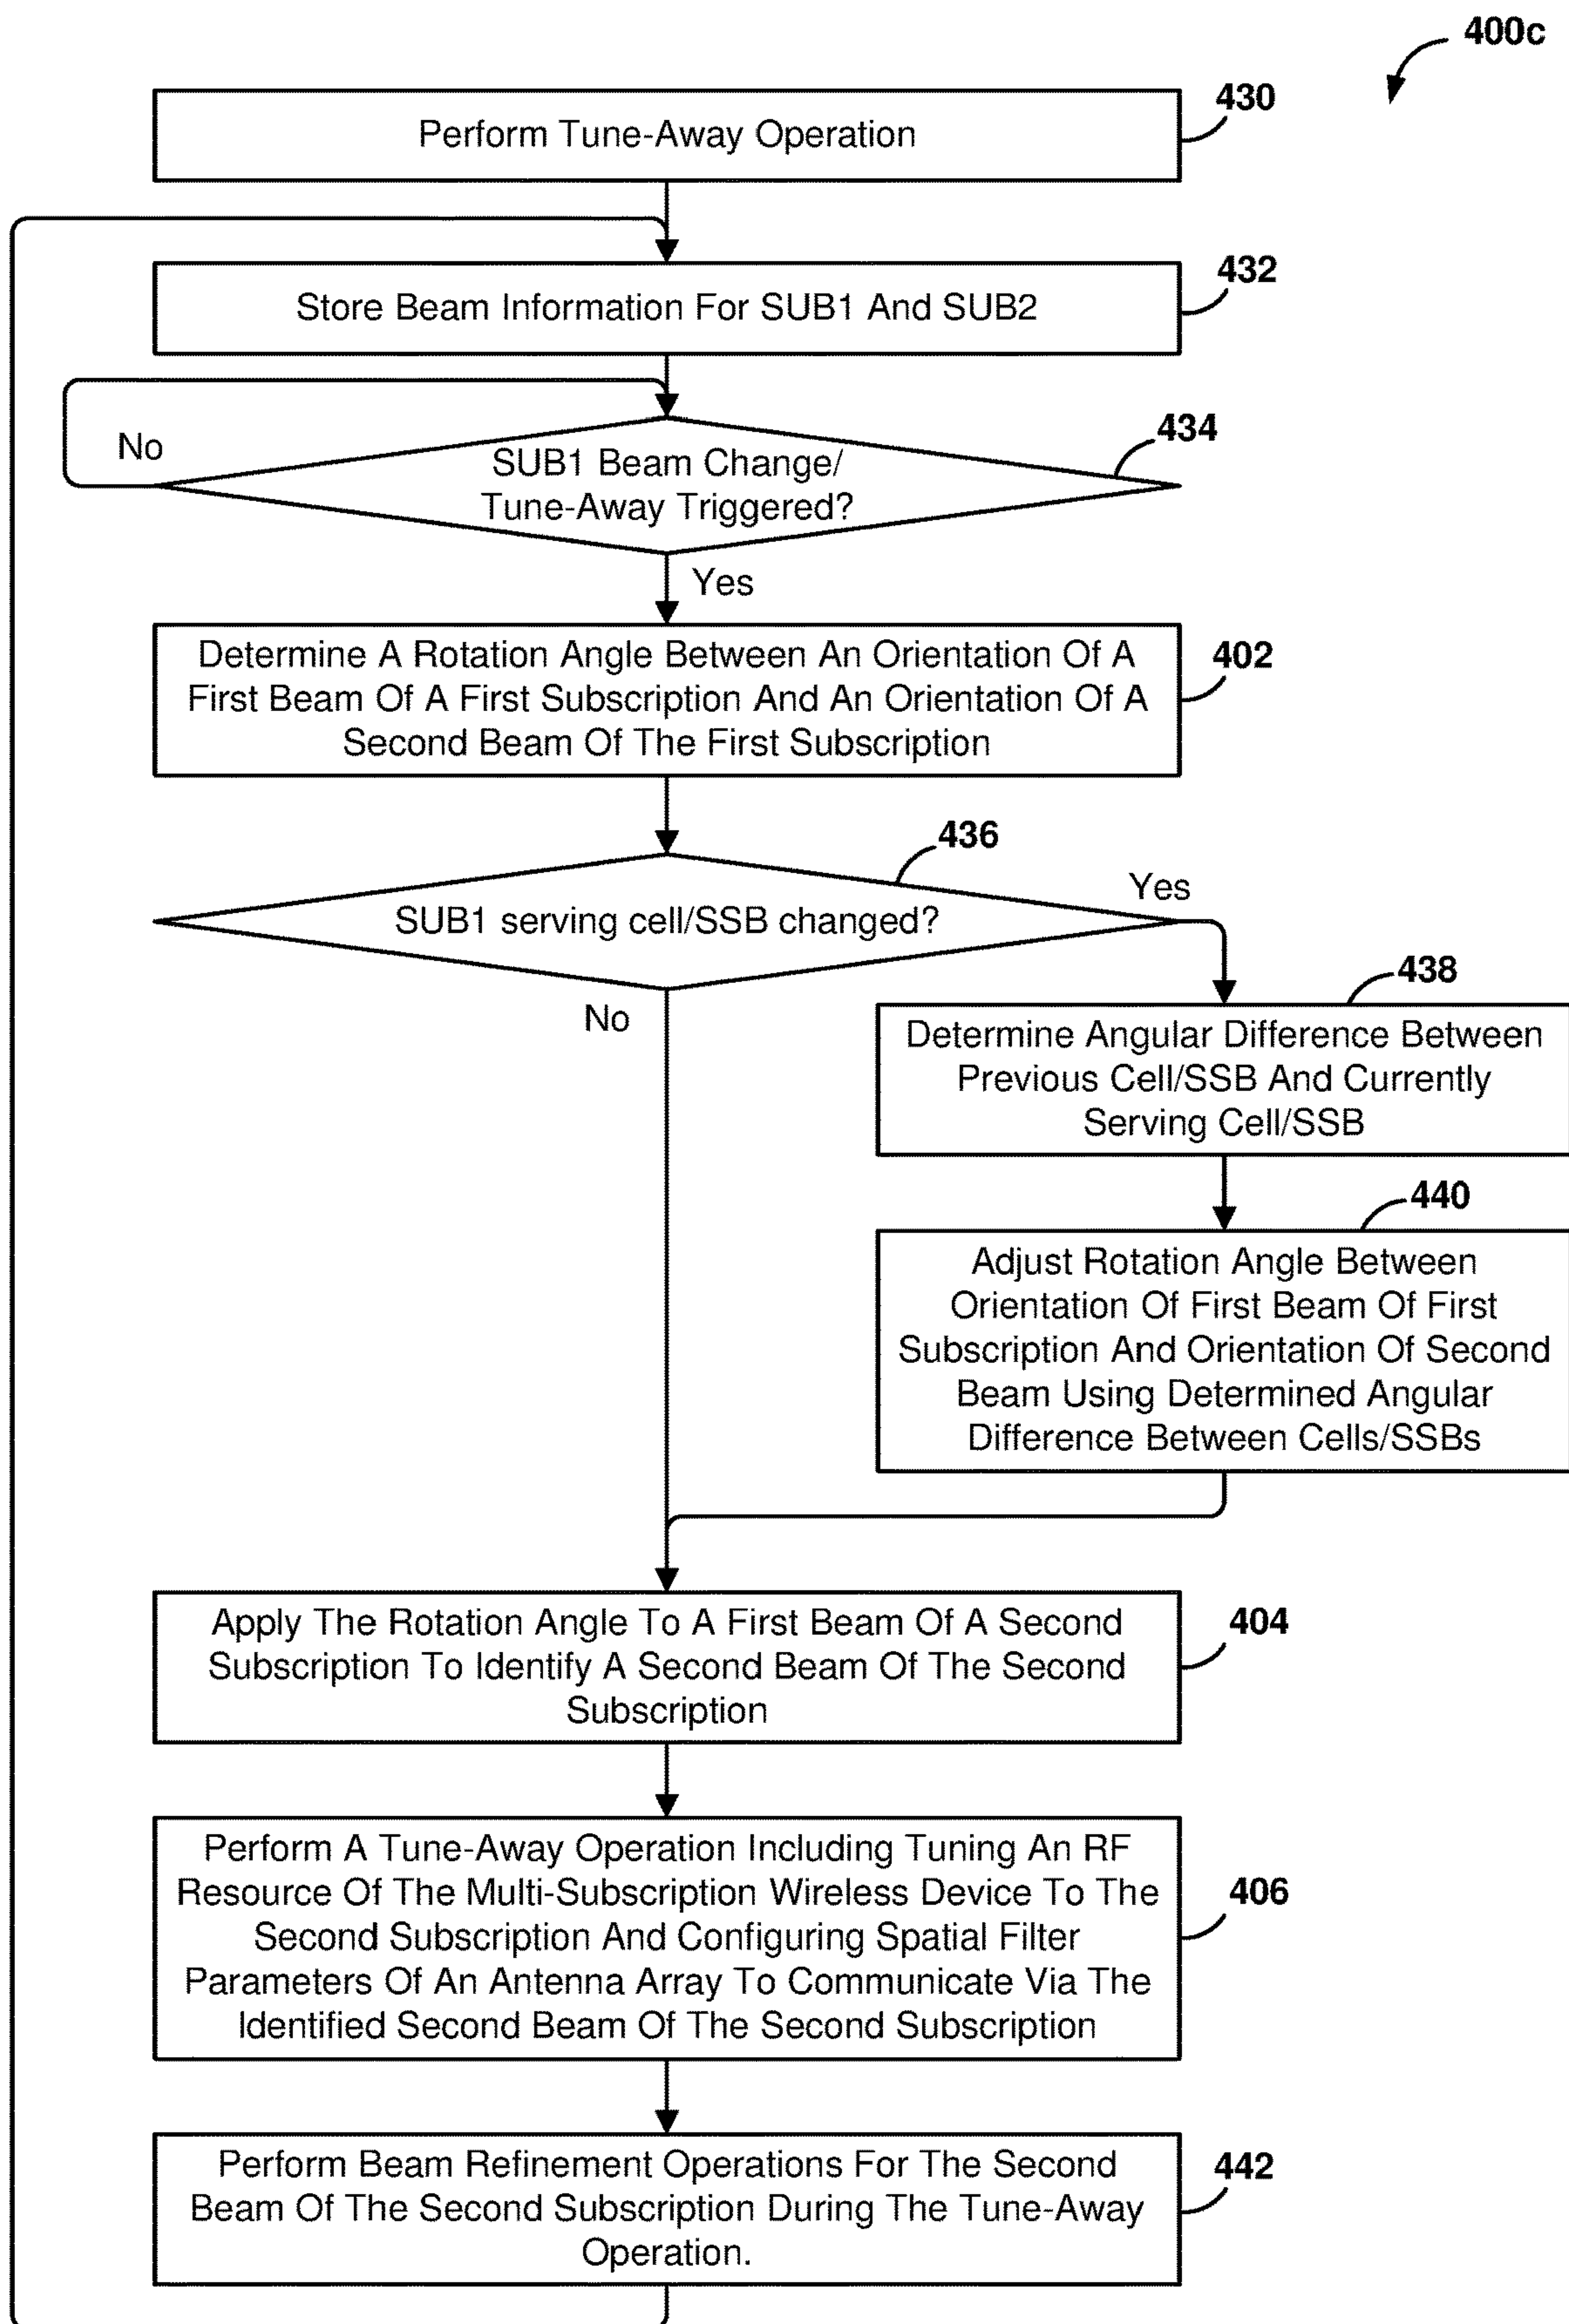 400c
430
Perform Tune-Away Operation
432
Store Beam Information For SUB1 And SUB2
434
No
SUB1 Beam Change/
Tune-Away Triggered?
Yes
402
Determine A Rotation Angle Between An Orientation Of A
First Beam Of A First Subscription And An Orientation Of A
Second Beam Of The First Subscription
436
Yes
SUB1 serving cell/SSB changed?
No
438
Determine Angular Difference Between
Previous Cell/SSB And Currently
Serving Cell/SSB
440
Adjust Rotation Angle Between
Orientation Of First Beam Of First
Subscription And Orientation Of Second
Beam Using Determined Angular
Difference Between Cells/SSBs
404
Apply The Rotation Angle To A First Beam Of A Second
Subscription To Identify A Second Beam Of The Second
Subscription
406
Perform A Tune-Away Operation Including Tuning An RF
Resource Of The Multi-Subscription Wireless Device To The
Second Subscription And Configuring Spatial Filter
Parameters Of An Antenna Array To Communicate Via The
Identified Second Beam Of The Second Subscription
442
Perform Beam Refinement Operations For The Second
Beam Of The Second Subscription During The Tune-Away
Operation.